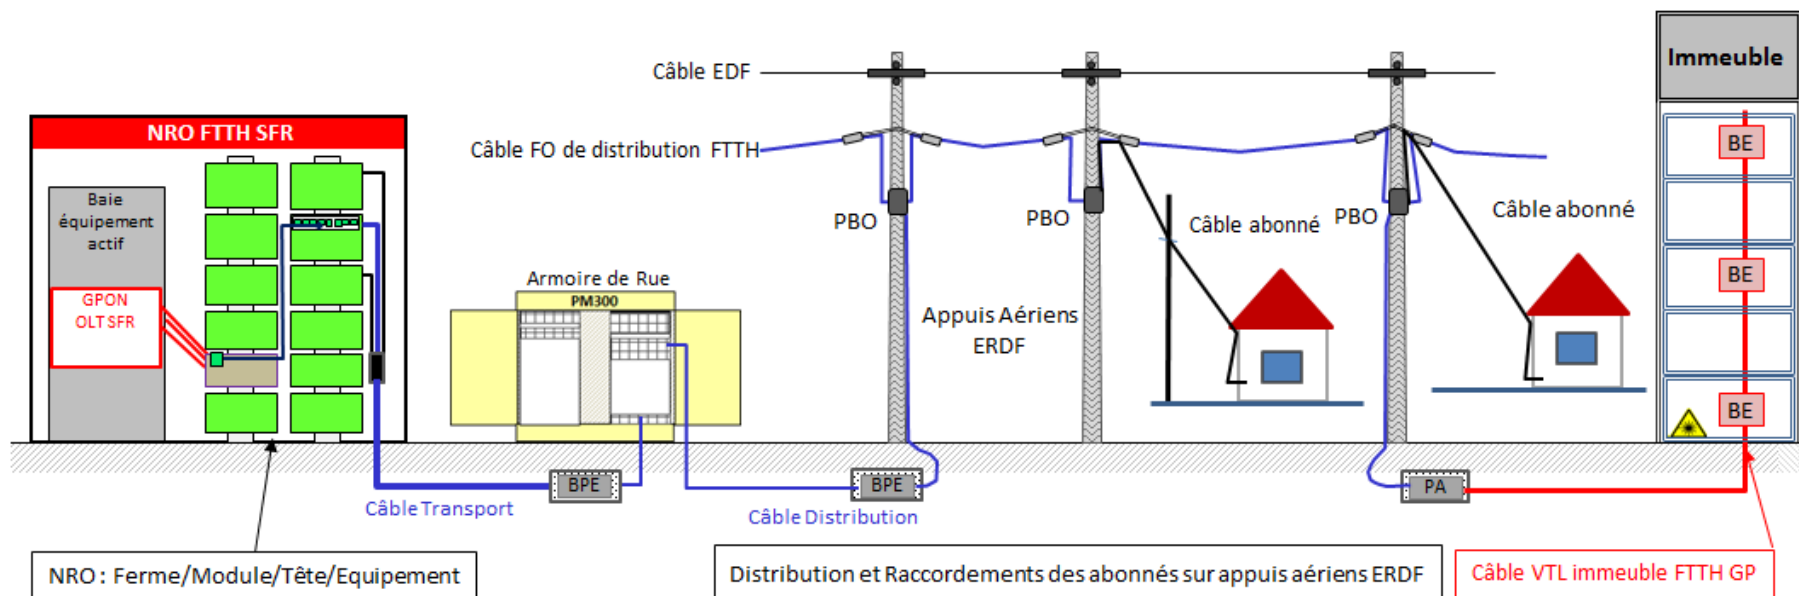 Immeuble
Câble EDF
NRO FTTH SFR
BE
Câble FO de distribution FTTH
Baie
équipement
actif
PBO
PBO
PBO
Câble abonné
Câble abonné
Armoire de Rue
PM300
BE
GPON
OLT SFR
Appuis Aériens
ERDF
BE
BPE
BPE
PA
Câble Transport
Câble Distribution
NRO : Ferme/Module/Tête/Equipement
Distribution et Raccordements des abonnés sur appuis aériens ERDF
Câble VTL immeuble FTTH GP